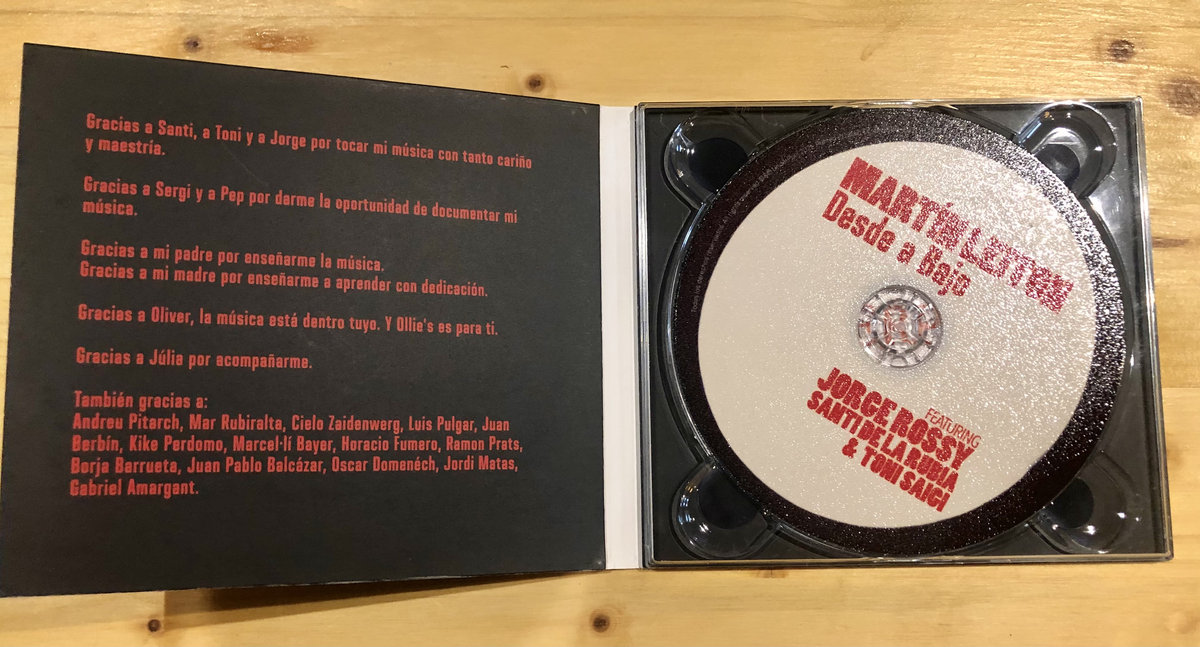 Gracias a Santi, a Toni y a Jorge por tocar mi música con tanto cariño
y maestría.
Gracias a Sergi y a Pep por darme la oportunidad de documentar mi
música.
Gracias a mi padre por enseñarme la música.
Gracias a mi madre por enseñarme a aprender con dedicación.
Gracias a Oliver, la música está dentro tuyo. Y Ollie's es para tí.
Gracias a Júlia por acompañarme.
También gracias a:
Andreu Pitarch, Mar Rubiralta, Cielo Zaidenwerg, Luis Pulgar, Juan
Berbín, Kike Perdomo, Marcel·lí Bayer, Horacio Fumero, Ramon Prats,
Borja Barrueta, Juan Pablo Balcázar, Oscar Domenéch, Jordi Matas,
Gabriel Amargant.
MARTÍN LEITON
Desde a Bajo
FEATURING
JORGE ROSSY
SANTI DE LA RUBIA
& TONI SAIGI